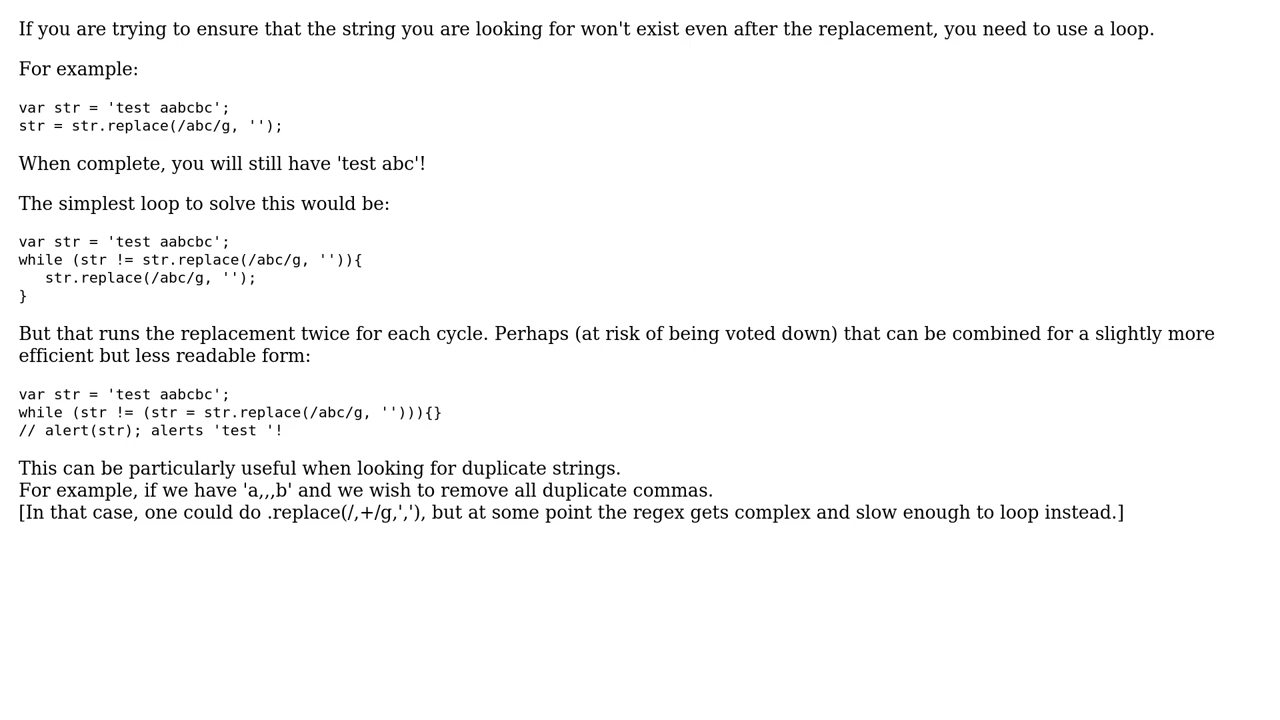 If you are trying to ensure that the string you are looking for won't exist even after the replacement, you need to use a loop.
For example:
var str = 'test aabcbc';
str = str.replace(/abc/g, '');
When complete, you will still have 'test abc'!
The simplest loop to solve this would be:
var str = 'test aabcbc';
while (str != str.replace(/abc/g, '')){
   str.replace(/abc/g, '');
}
But that runs the replacement twice for each cycle. Perhaps (at risk of being voted down) that can be combined for a slightly more
efficient but less readable form:
var str = 'test aabcbc';
while (str != (str = str.replace(/abc/g, ''))){}
// alert(str); alerts 'test '!
This can be particularly useful when looking for duplicate strings.
For example, if we have 'a,,,b' and we wish to remove all duplicate commas.
[In that case, one could do .replace(/,+/g,','), but at some point the regex gets complex and slow enough to loop instead.]